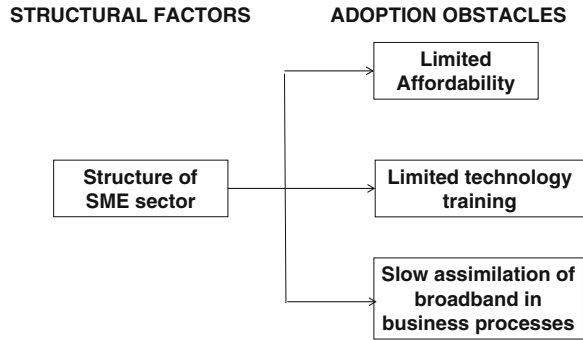 STRUCTURAL FACTORS
ADOPTION OBSTACLES
Limited
Affordability
Structure of
SME sector
Limited technology
training
Slow assimilation of
broadband in
business processes